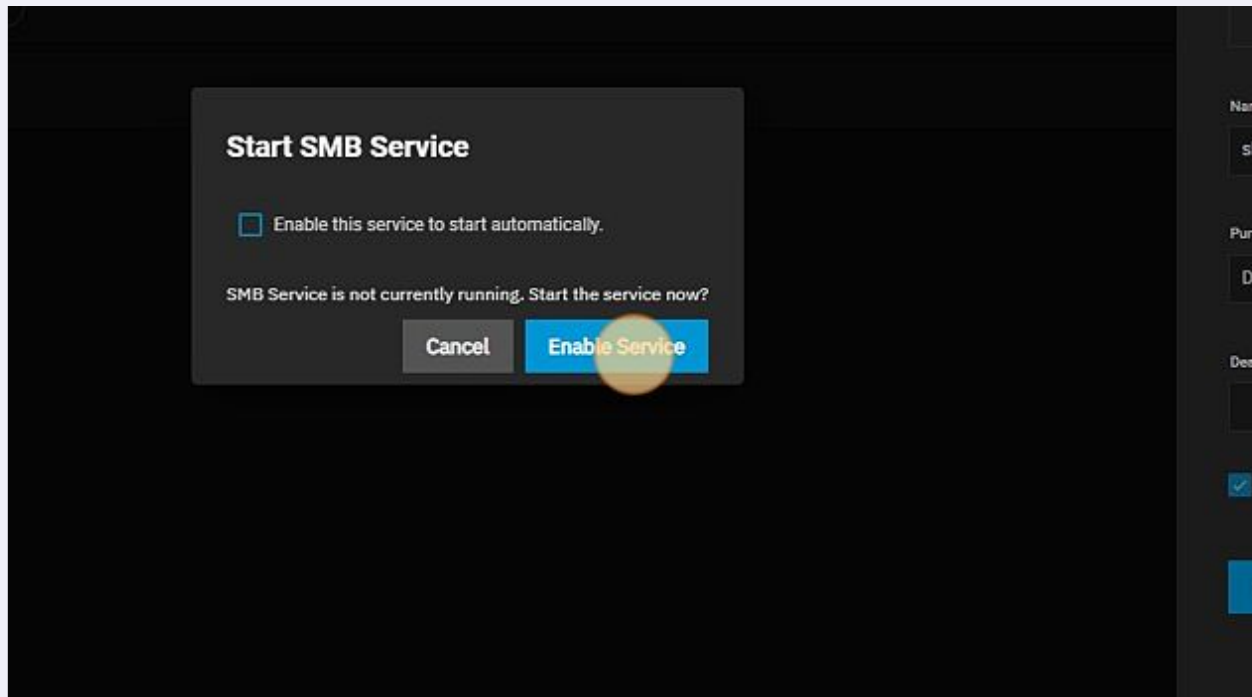 Start SMB Service
Enable this service to start automatically.
SMB Service is not currently running. Start the service now?
Cancel
Enable Service